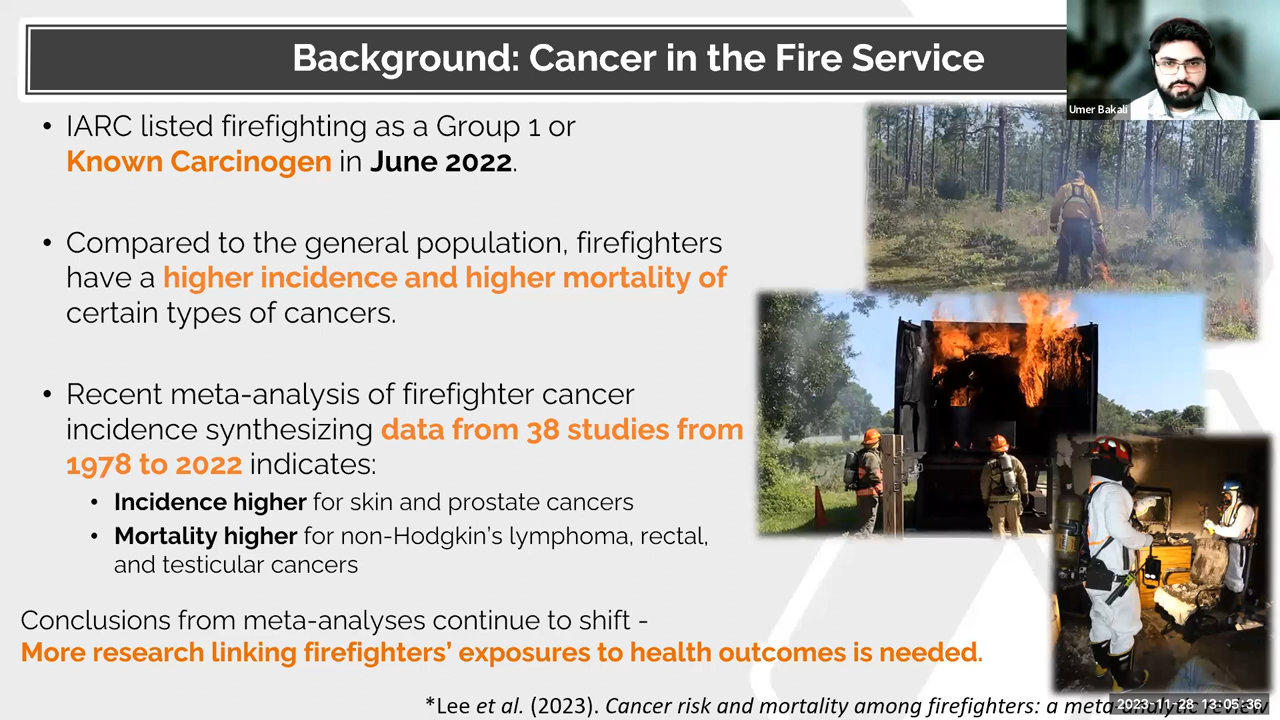 Background: Cancer in the Fire Service
Umer Bakali
• IARC listed firefighting as a Group 1 or
Known Carcinogen in June 2022.
• Compared to the general population, firefighters
have a higher incidence and higher mortality of
certain types of cancers.
• Recent meta-analysis of firefighter cancer
incidence synthesizing data from 38 studies from
1978 to 2022 indicates:
• Incidence higher for skin and prostate cancers
• Mortality higher for non-Hodgkin's lymphoma, rectal,
and testicular cancers
Conclusions from meta-analyses continue to shift -
More research linking firefighters' exposures to health outcomes is needed.
*Lee et al. (2023). Cancer risk and mortality among firefighters: a meta-analytic review
2023-11-28 13:05:36